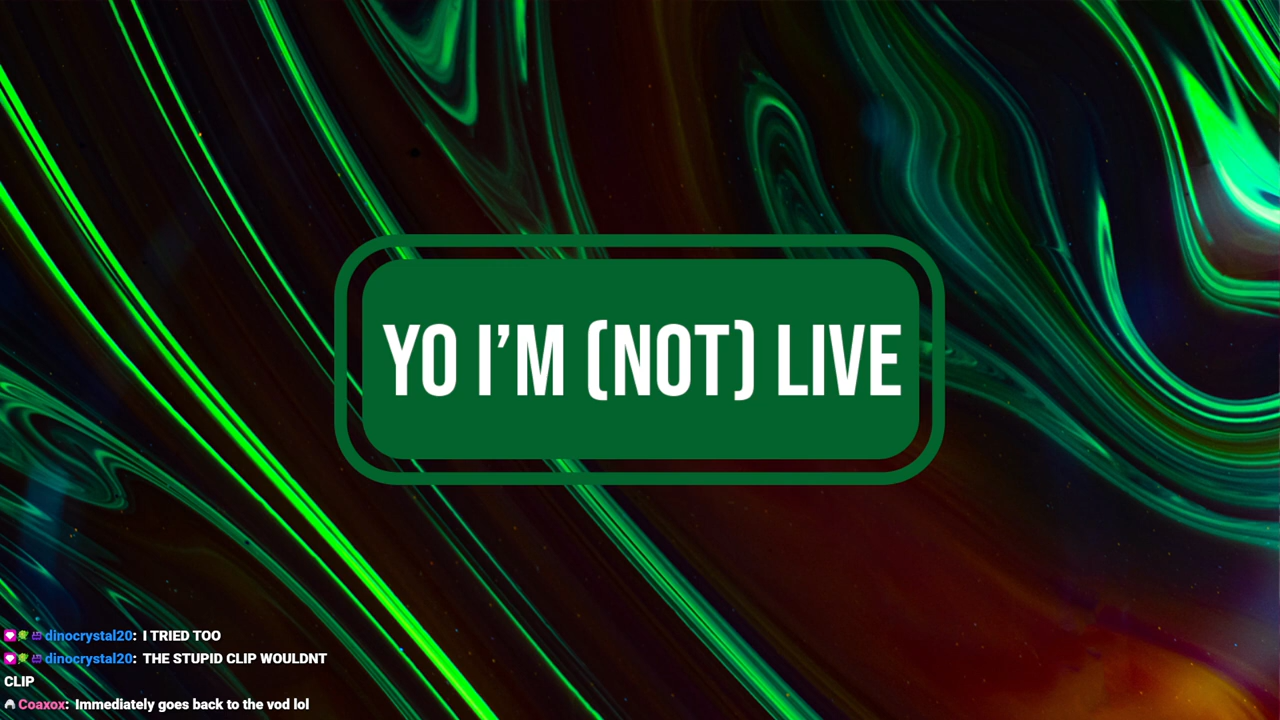 YO I’M (NOT) LIVE
dinocrystal20: I TRIED TOO
dinocrystal20: THE STUPID CLIP WOULDNT
CLIP
Coaxox: Immediately goes back to the vod lol